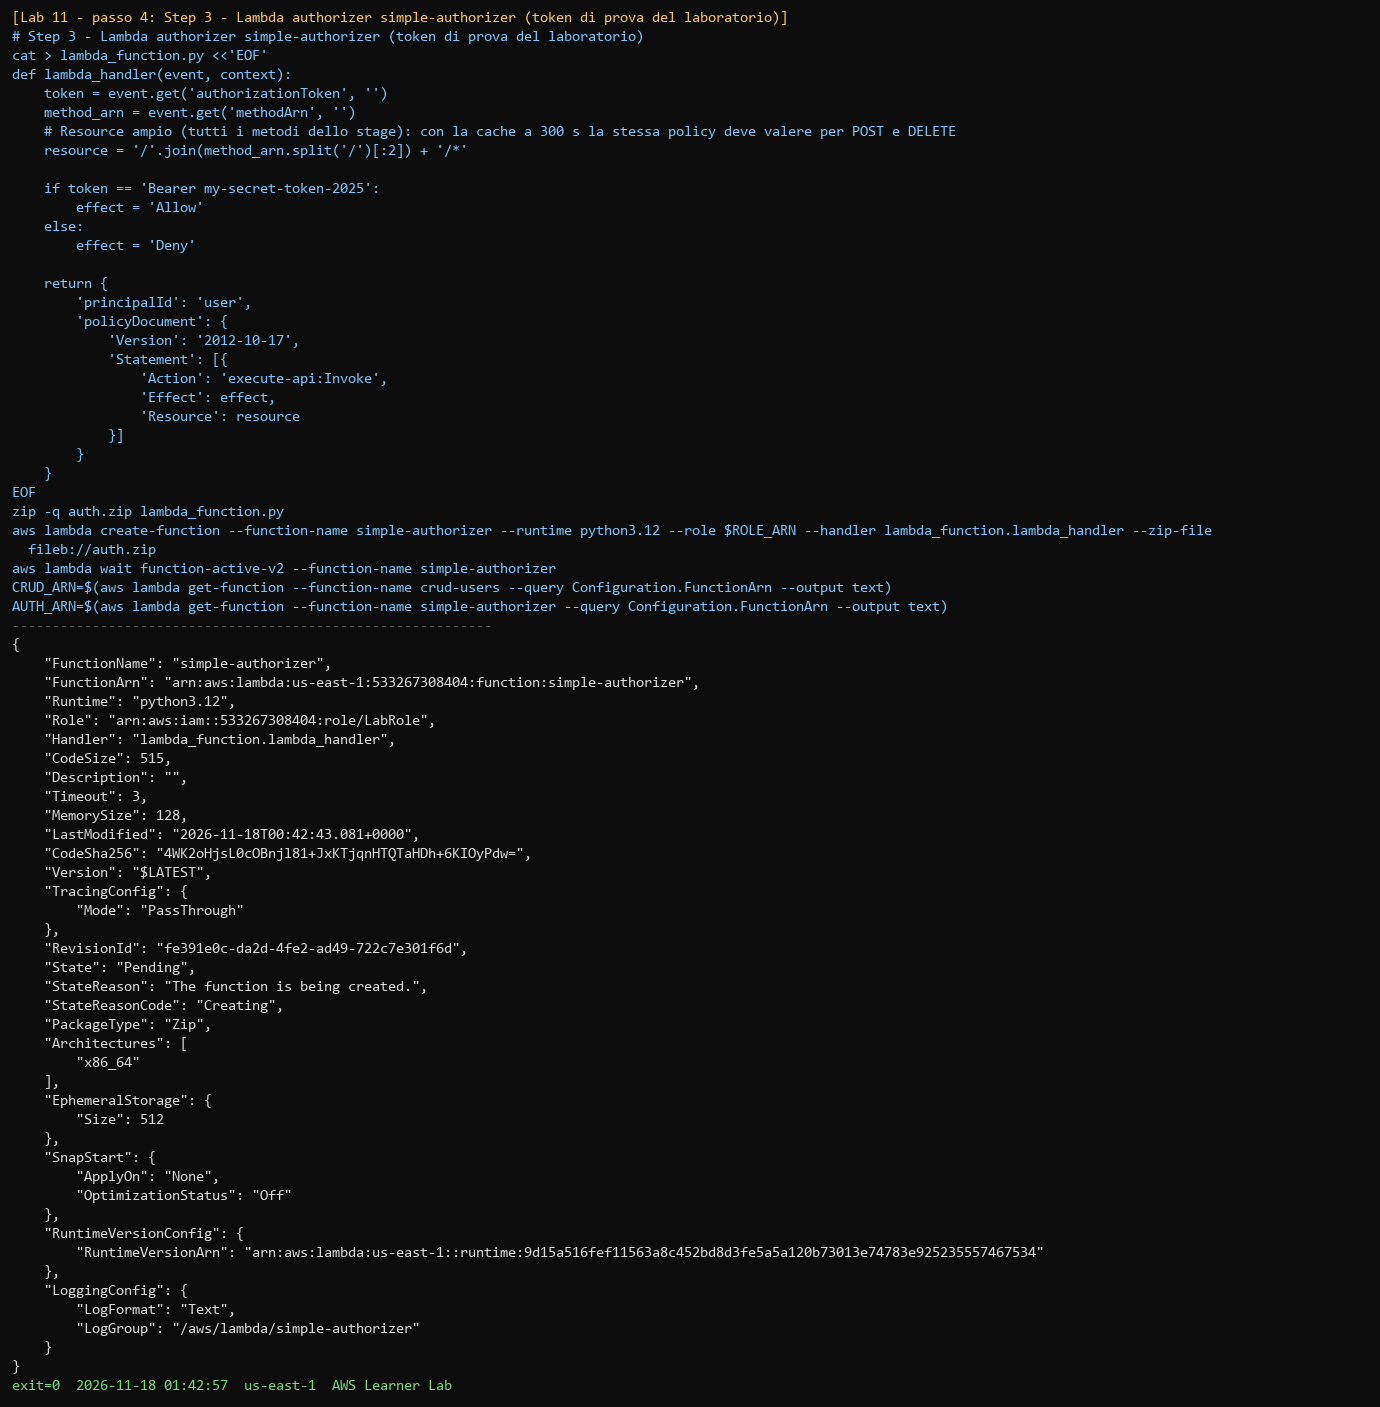 [Lab 11 - passo 4: Step 3 - Lambda authorizer simple-authorizer (token di prova del laboratorio)]
# Step 3 - Lambda authorizer simple-authorizer (token di prova del laboratorio)
cat > lambda_function.py <<'EOF'
def lambda_handler(event, context):
    token = event.get('authorizationToken', '')
    method_arn = event.get('methodArn', '')
    # Resource ampio (tutti i metodi dello stage): con la cache a 300 s la stessa policy deve valere per POST e DELETE
    resource = '/'.join(method_arn.split('/')[:2]) + '/*'

    if token == 'Bearer my-secret-token-2025':
        effect = 'Allow'
    else:
        effect = 'Deny'

    return {
        'principalId': 'user',
        'policyDocument': {
            'Version': '2012-10-17',
            'Statement': [{
                'Action': 'execute-api:Invoke',
                'Effect': effect,
                'Resource': resource
            }]
        }
    }
EOF
zip -q auth.zip lambda_function.py
aws lambda create-function --function-name simple-authorizer --runtime python3.12 --role $ROLE_ARN --handler lambda_function.lambda_handler --zip-file
  fileb://auth.zip
aws lambda wait function-active-v2 --function-name simple-authorizer
CRUD_ARN=$(aws lambda get-function --function-name crud-users --query Configuration.FunctionArn --output text)
AUTH_ARN=$(aws lambda get-function --function-name simple-authorizer --query Configuration.FunctionArn --output text)
------------------------------------------------------------
{
    "FunctionName": "simple-authorizer",
    "FunctionArn": "arn:aws:lambda:us-east-1:533267308404:function:simple-authorizer",
    "Runtime": "python3.12",
    "Role": "arn:aws:iam::533267308404:role/LabRole",
    "Handler": "lambda_function.lambda_handler",
    "CodeSize": 515,
    "Description": "",
    "Timeout": 3,
    "MemorySize": 128,
    "LastModified": "2026-11-18T00:42:43.081+0000",
    "CodeSha256": "4WK2oHjsL0cOBnjl81+JxKTjqnHTQTaHDh+6KIOyPdw=",
    "Version": "$LATEST",
    "TracingConfig": {
        "Mode": "PassThrough"
    },
    "RevisionId": "fe391e0c-da2d-4fe2-ad49-722c7e301f6d",
    "State": "Pending",
    "StateReason": "The function is being created.",
    "StateReasonCode": "Creating",
    "PackageType": "Zip",
    "Architectures": [
        "x86_64"
    ],
    "EphemeralStorage": {
        "Size": 512
    },
    "SnapStart": {
        "ApplyOn": "None",
        "OptimizationStatus": "Off"
    },
    "RuntimeVersionConfig": {
        "RuntimeVersionArn": "arn:aws:lambda:us-east-1::runtime:9d15a516fef11563a8c452bd8d3fe5a5a120b73013e74783e925235557467534"
    },
    "LoggingConfig": {
        "LogFormat": "Text",
        "LogGroup": "/aws/lambda/simple-authorizer"
    }
}
exit=0  2026-11-18 01:42:57  us-east-1  AWS Learner Lab